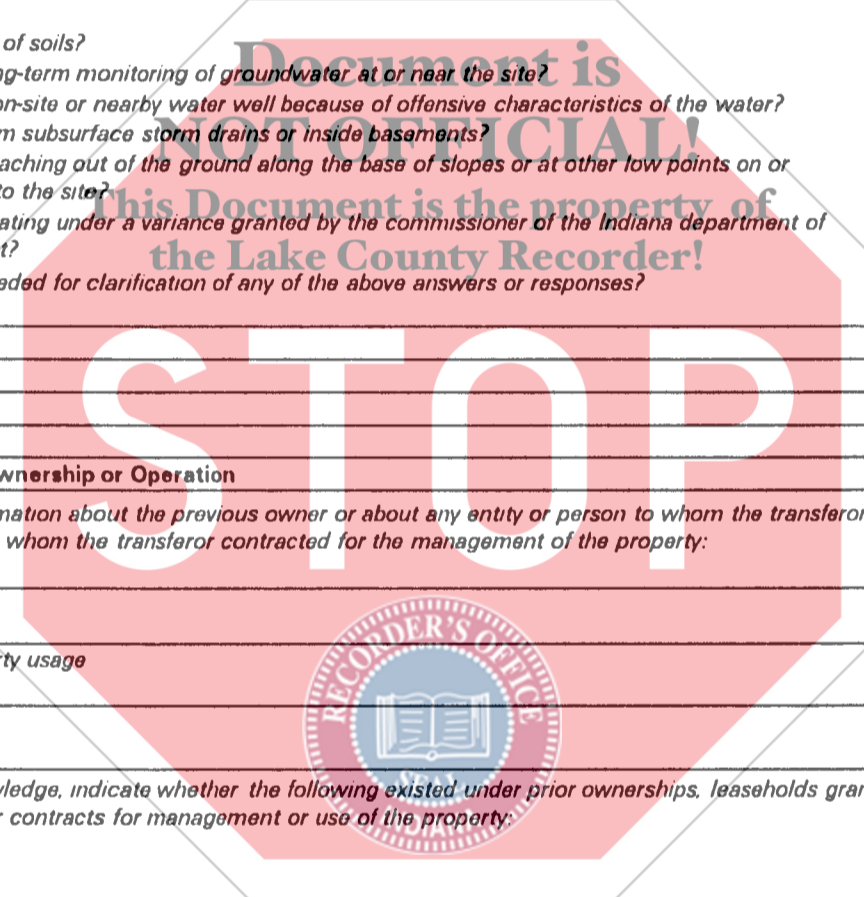 of soils?
Document is
ng-term monitoring of groundwater at or near the site?
on-site or nearby water well because of offensive characteristics of the water?
m subsurface storm drains or inside basements?
NOT OFFICIAL!
aching out of the ground along the base of slopes or at other low points on or
to the site?
This Document is the property of
ating under a variance granted by the commissioner of the Indiana department of
t?
the Lake County Recorder!
eded for clarification of any of the above answers or responses?
STOP
wnership or Operation
mation about the previous owner or about any entity or person to whom the transferor
whom the transferor contracted for the management of the property:
RECORDER'S OFFICE
rty usage
SEAL
INDIANA
vledge, indicate whether the following existed under prior ownerships, leaseholds gran
r contracts for management or use of the property: